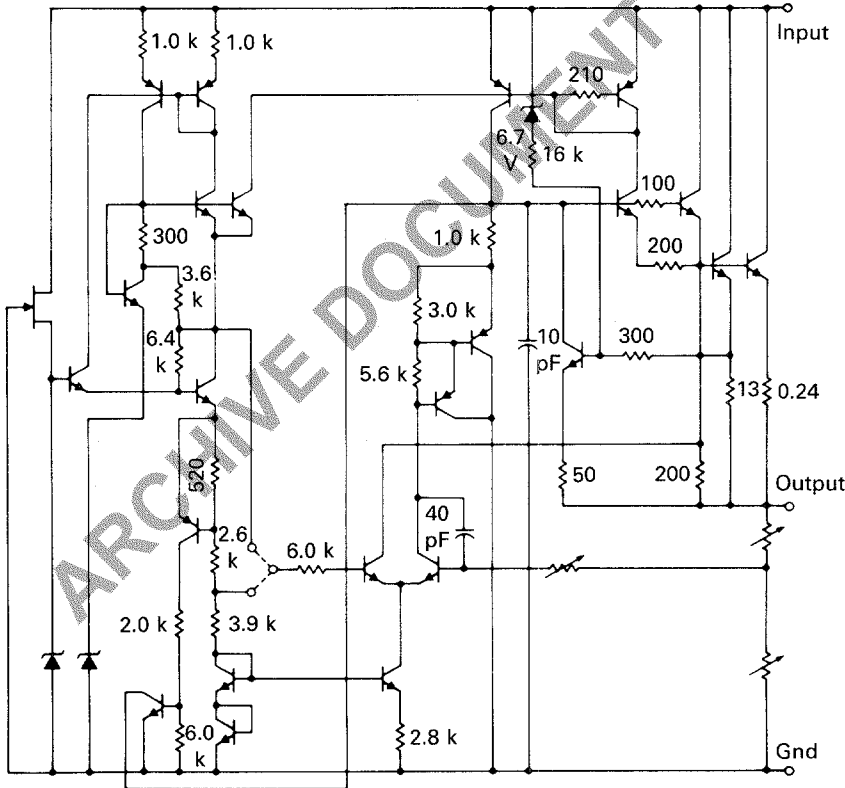 Input
1.0 k
1.0 k
210
6.7
V
16 k
100
300
200
3.6
k
1.0 k
3.0 k
6.4
k
10
pF
300
5.6 k
13
0.24
520
50
200
Output
40
pF
2.6
k
6.0 k
2.0 k
3.9 k
6.0
k
2.8 k
Gnd
ARCHIVE DOCUMENT